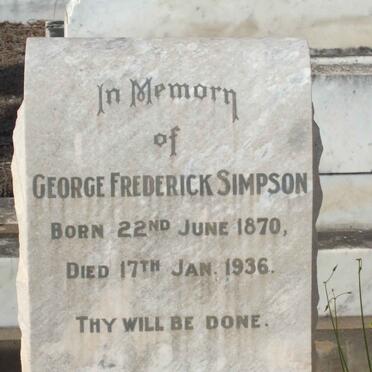 In Memory
of
GEORGE FREDERICK SIMPSON
BORN 22ND JUNE 1870,
DIED 17TH JAN. 1936.
THY WILL BE DONE.